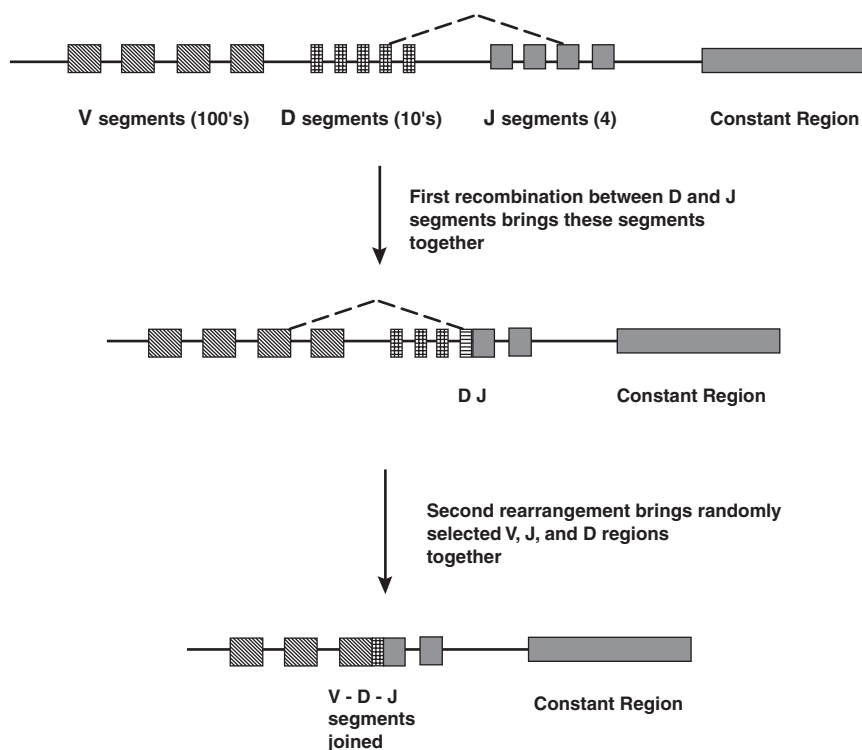 V segments (100's) D segments (10's) J segments (4) Constant Region
First recombination between D and J
segments brings these segments
together
D J Constant Region
Second rearrangement brings randomly
selected V, J, and D regions
together
V - D - J
segments
joined
Constant Region